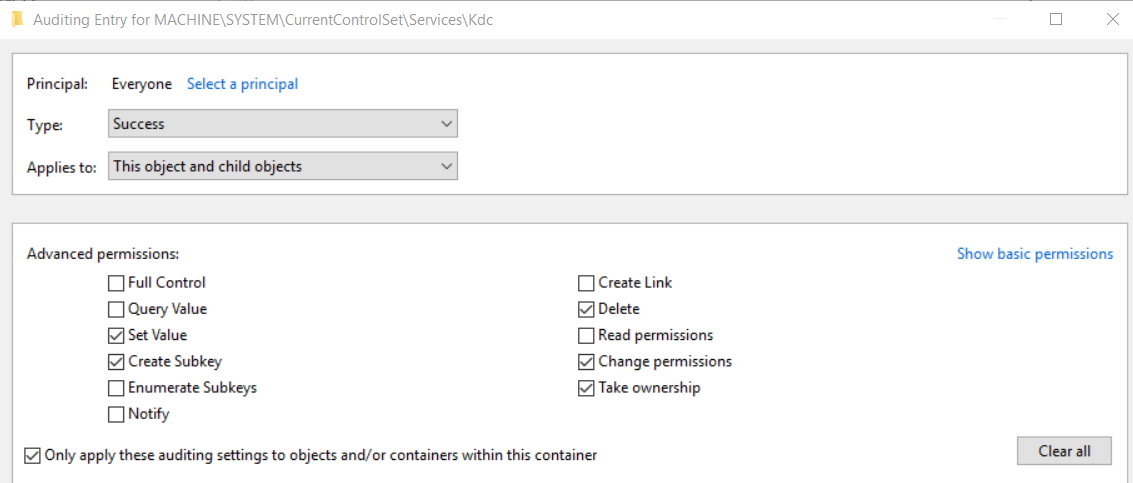 Auditing Entry for MACHINE\SYSTEM\CurrentControlSet\Services\Kdc
Principal: Everyone Select a principal
Type: Success
Applies to: This object and child objects
Advanced permissions: Show basic permissions
Full Control Create Link
Query Value Delete
Set Value Read permissions
Create Subkey Change permissions
Enumerate Subkeys Take ownership
Notify
Only apply these auditing settings to objects and/or containers within this container
Clear all